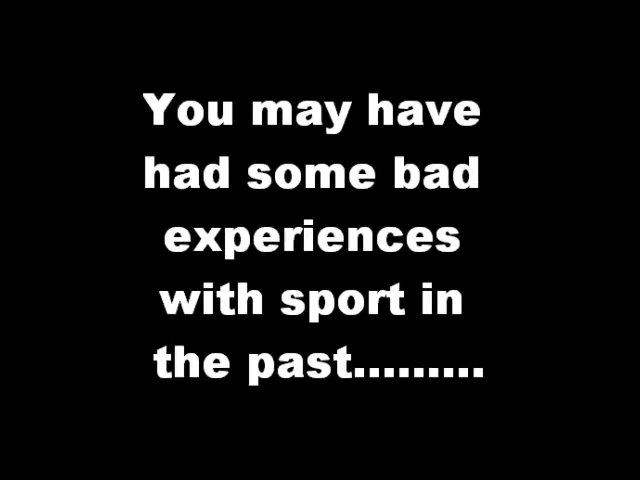 You may have
had some bad
experiences
with sport in
the past.........